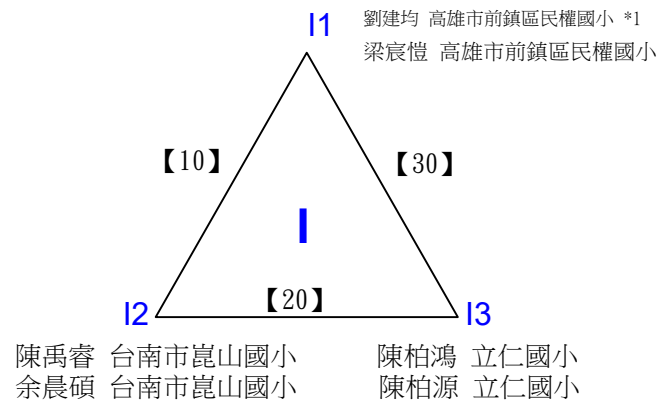 I1
劉建均 高雄市前鎮區民權國小 *1
梁宸愷 高雄市前鎮區民權國小
【10】
【30】
I
【20】
I2
I3
陳禹睿 台南市崑山國小
陳柏鴻 立仁國小
余晨碩 台南市崑山國小
陳柏源 立仁國小